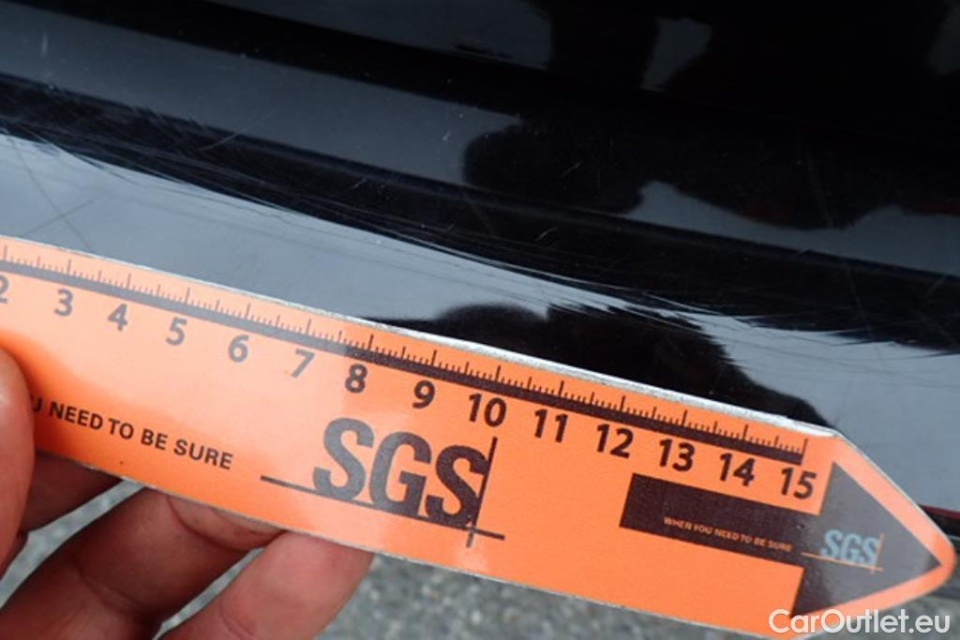 2 3 4 5 6 7 8 9 10 11 12 13 14 15
NEED TO BE SURE
SGS
WHEN YOU NEED TO BE SURE
SGS
CarOutlet.eu